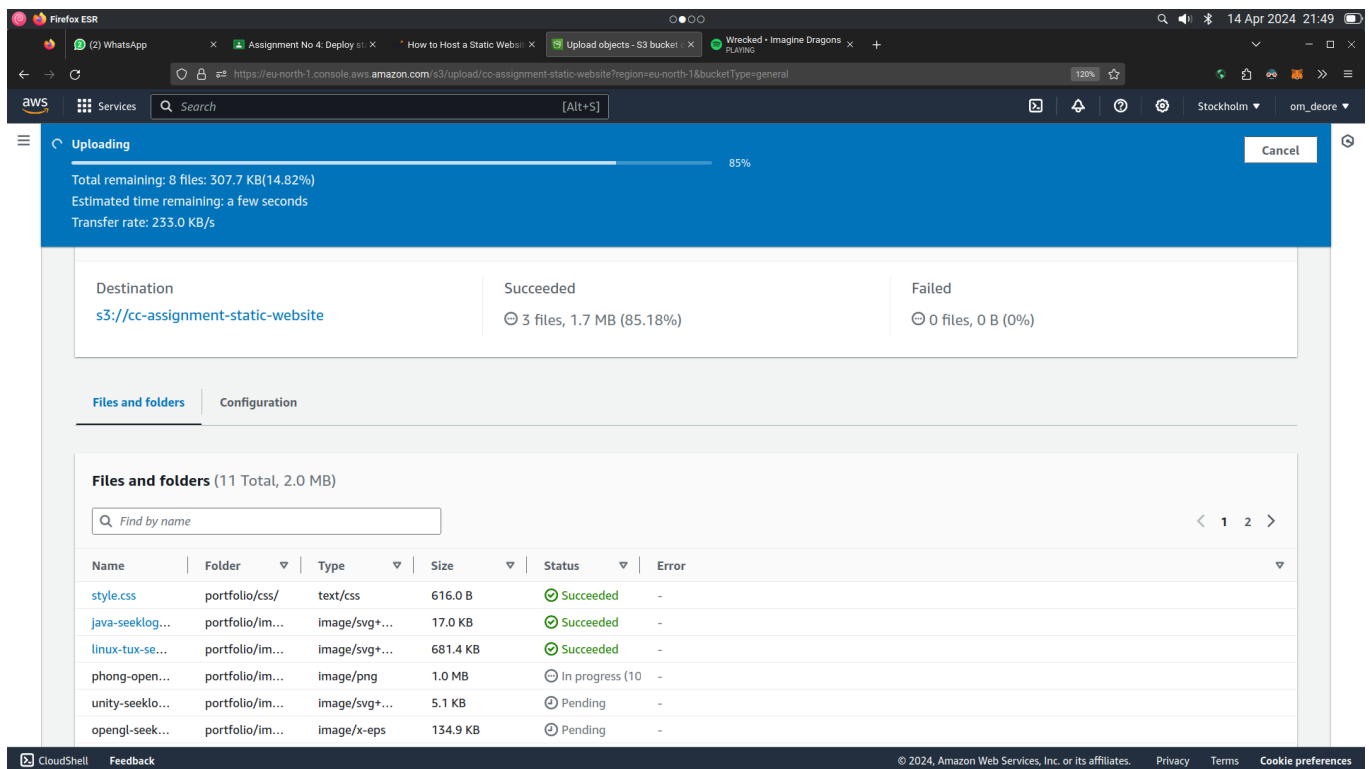 Firefox ESR 14 Apr 2024 21:49
(2) WhatsApp Assignment No 4: Deploy st How to Host a Static Websit Upload objects - S3 bucket c Wrecked • Imagine Dragons
PLAYING
https://eu-north-1.console.aws.amazon.com/s3/upload/cc-assignment-static-website?region=eu-north-1&bucketType=general 120%
aws Services Search [Alt+S] Stockholm om_deore
Uploading Cancel
85%
Total remaining: 8 files: 307.7 KB(14.82%)
Estimated time remaining: a few seconds
Transfer rate: 233.0 KB/s
Destination Succeeded Failed
s3://cc-assignment-static-website 3 files, 1.7 MB (85.18%) 0 files, 0 B (0%)
Files and folders Configuration
Files and folders (11 Total, 2.0 MB)
Find by name 1 2
Name Folder Type Size Status Error
style.css portfolio/css/ text/css 616.0 B Succeeded -
java-seeklog... portfolio/im... image/svg+... 17.0 KB Succeeded -
linux-tux-se... portfolio/im... image/svg+... 681.4 KB Succeeded -
phong-open... portfolio/im... image/png 1.0 MB In progress (10 -
unity-seeklo... portfolio/im... image/svg+... 5.1 KB Pending -
opengl-seek... portfolio/im... image/x-eps 134.9 KB Pending -
CloudShell Feedback © 2024, Amazon Web Services, Inc. or its affiliates. Privacy Terms Cookie preferences